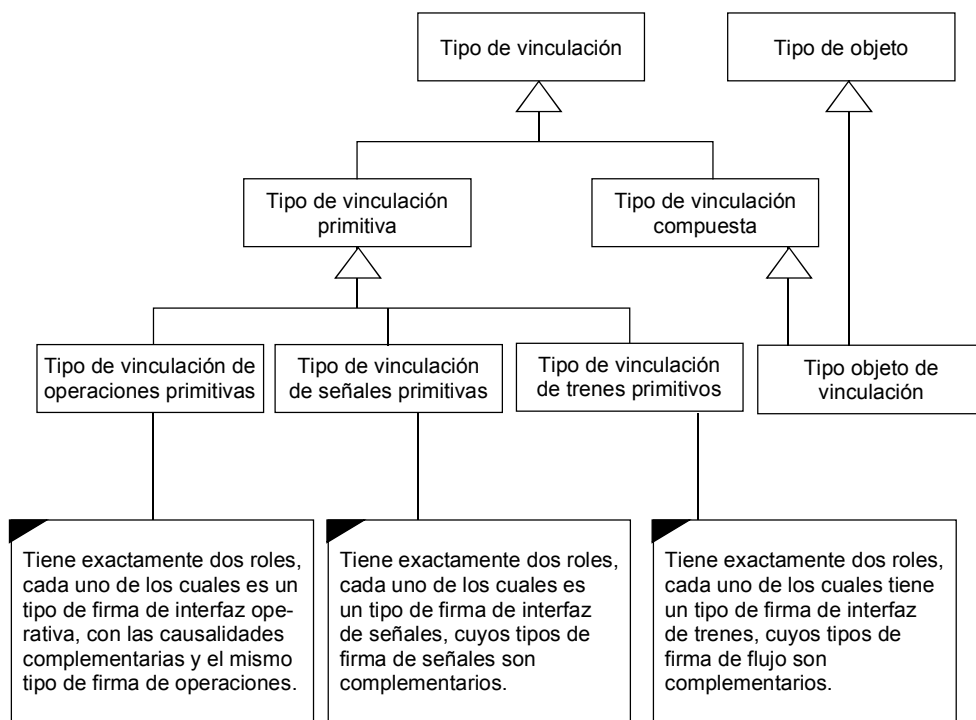 Tipo de vinculación
Tipo de objeto
Tipo de vinculación
primitiva
Tipo de vinculación
compuesta
Tipo de vinculación de
operaciones primitivas
Tipo de vinculación
de señales primitivas
Tipo de vinculación
de trenes primitivos
Tipo objeto de
vinculación
Tiene exactamente dos roles,
cada uno de los cuales es un
tipo de firma de interfaz ope-
rativa, con las causalidades
complementarias y el mismo
tipo de firma de operaciones.
Tiene exactamente dos roles,
cada uno de los cuales es
un tipo de firma de interfaz
de señales, cuyos tipos de
firma de señales son
complementarios.
Tiene exactamente dos roles,
cada uno de los cuales tiene
un tipo de firma de interfaz
de trenes, cuyos tipos de
firma de flujo son
complementarios.